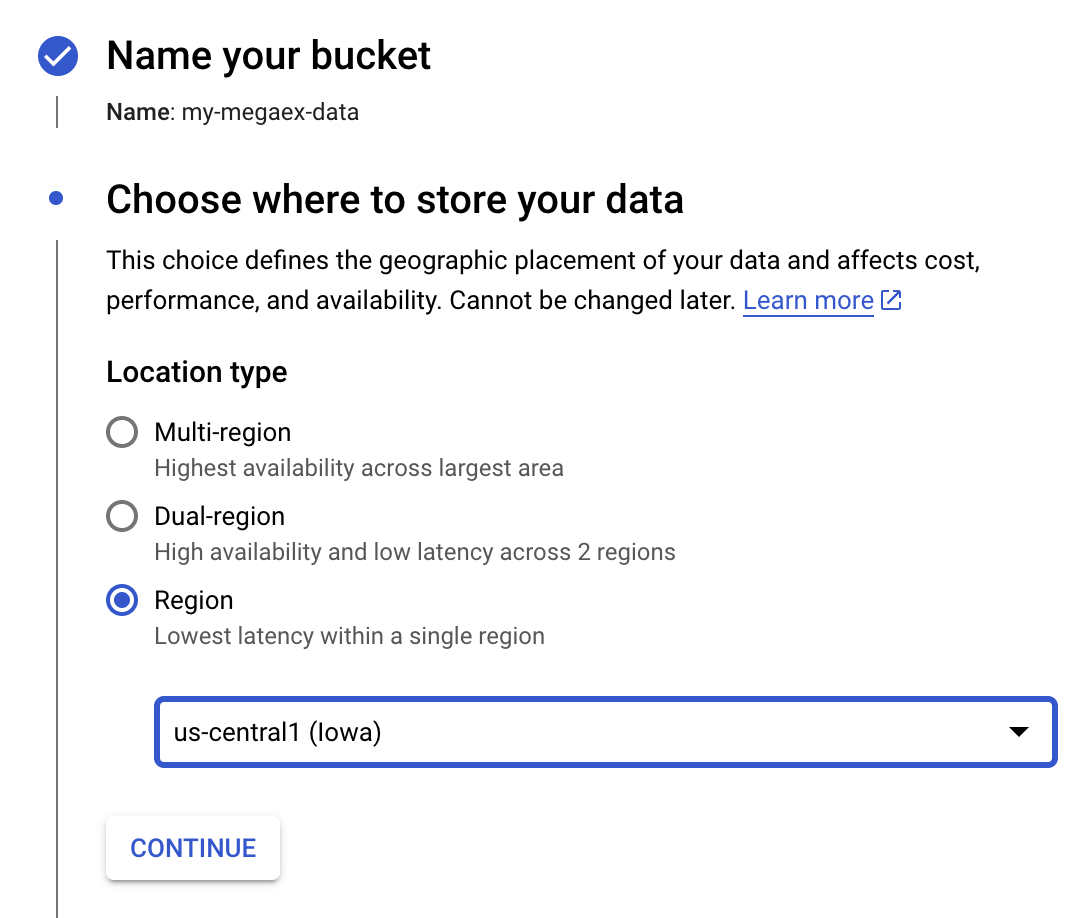 Name your bucket
Name: my-megaex-data
Choose where to store your data
This choice defines the geographic placement of your data and affects cost,
performance, and availability. Cannot be changed later. Learn more
Location type
Multi-region
Highest availability across largest area
Dual-region
High availability and low latency across 2 regions
Region
Lowest latency within a single region
us-central1 (Iowa)
CONTINUE